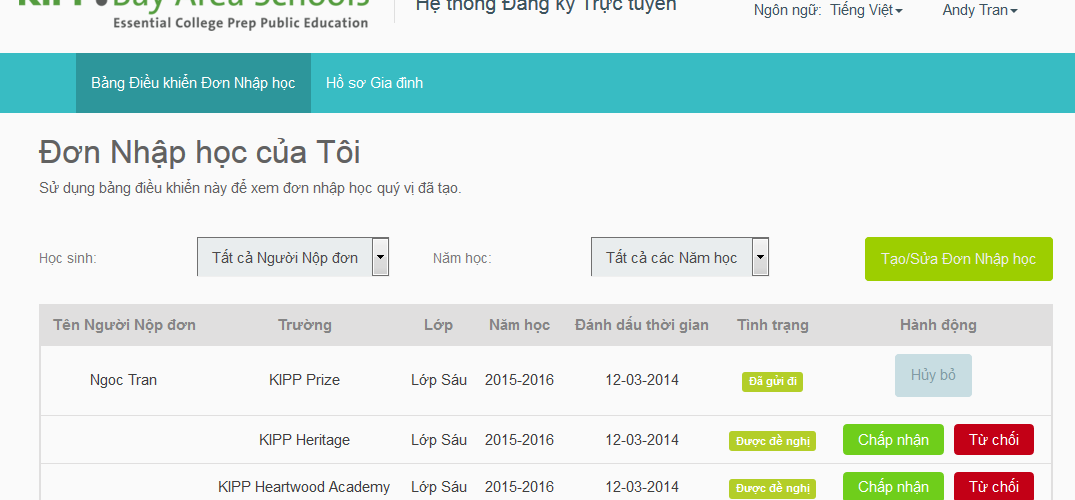 KIPP: Bay Area Schools
Essential College Prep Public Education
Hệ thống Đăng ký Trực tuyến
Ngôn ngữ: Tiếng Việt
Andy Tran
Bảng Điều khiển Đơn Nhập học
Hồ sơ Gia đình
Đơn Nhập học của Tôi
Sử dụng bảng điều khiển này để xem đơn nhập học quý vị đã tạo.
Học sinh:
Tất cả Người Nộp đơn
Năm học:
Tất cả các Năm học
Tạo/Sửa Đơn Nhập học
Tên Người Nộp đơn Trường Lớp Năm học Đánh dấu thời gian Tình trạng Hành động
Ngoc Tran KIPP Prize Lớp Sáu 2015-2016 12-03-2014 Đã gửi đi Hủy bỏ
KIPP Heritage Lớp Sáu 2015-2016 12-03-2014 Được đề nghị Chấp nhận Từ chối
KIPP Heartwood Academy Lớp Sáu 2015-2016 12-03-2014 Được đề nghị Chấp nhận Từ chối